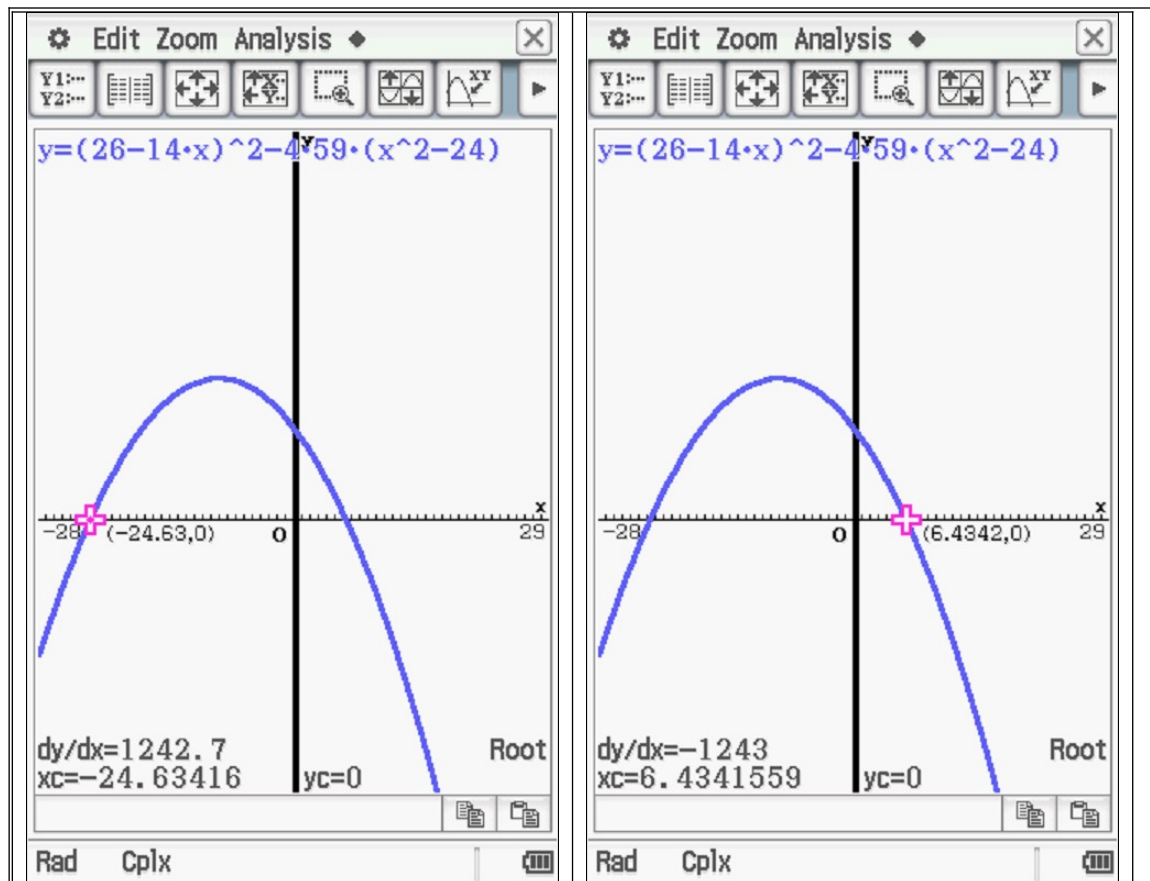 Edit Zoom Analysis
Y1:…
Y2:…
XY
y=(26-14·x)^2-4·59·(x^2-24)
y
x
-28
(-24.63,0)
O
29
dy/dx=1242.7
Root
xc=-24.63416
yc=0
Rad Cplx
Edit Zoom Analysis
Y1:…
Y2:…
XY
y=(26-14·x)^2-4·59·(x^2-24)
y
x
-28
O
(6.4342,0)
29
dy/dx=-1243
Root
xc=6.4341559
yc=0
Rad Cplx